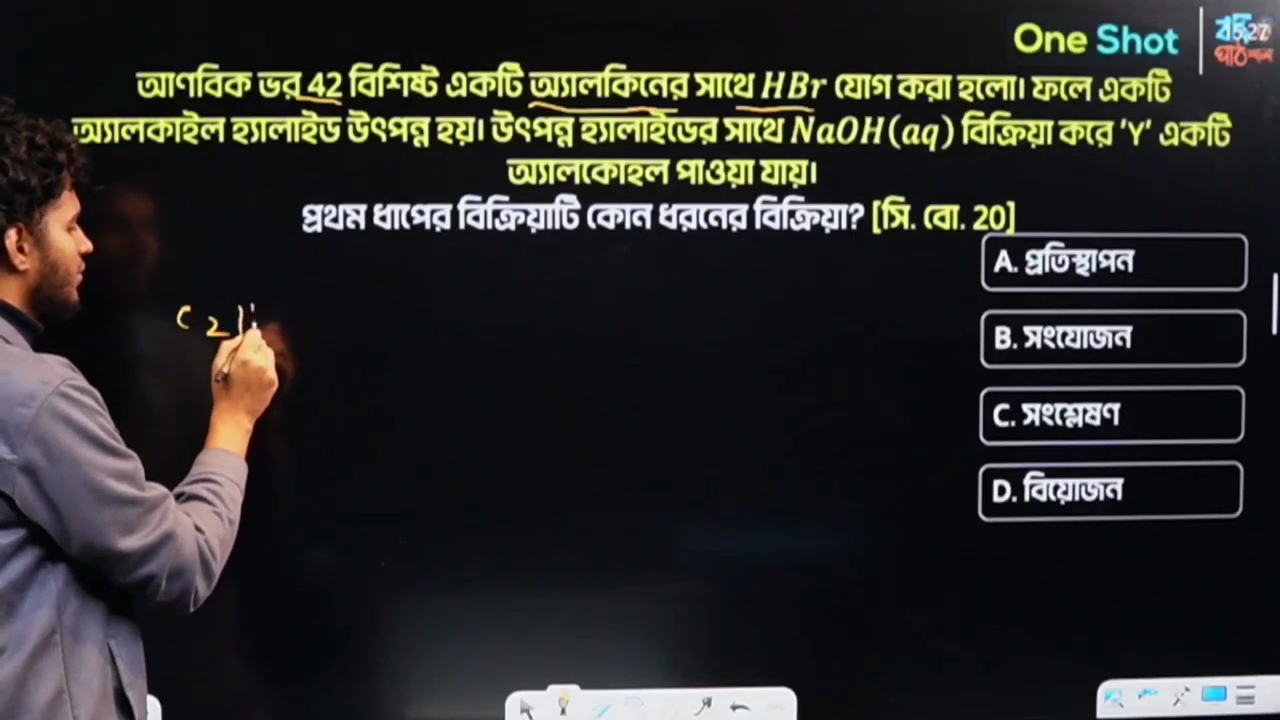 One Shot
আণবিক ভর 42 বিশিষ্ট একটি অ্যালকিনের সাথে HBr যোগ করা হলো। ফলে একটি
অ্যালকাইল হ্যালাইড উৎপন্ন হয়। উৎপন্ন হ্যালাইডের সাথে NaOH(aq) বিক্রিয়া করে 'Y' একটি
অ্যালকোহল পাওয়া যায়।
প্রথম ধাপের বিক্রিয়াটি কোন ধরনের বিক্রিয়া? [সি. বো. 20]
A. প্রতিস্থাপন
B. সংযোজন
C. সংশ্লেষণ
D. বিয়োজন
C2H